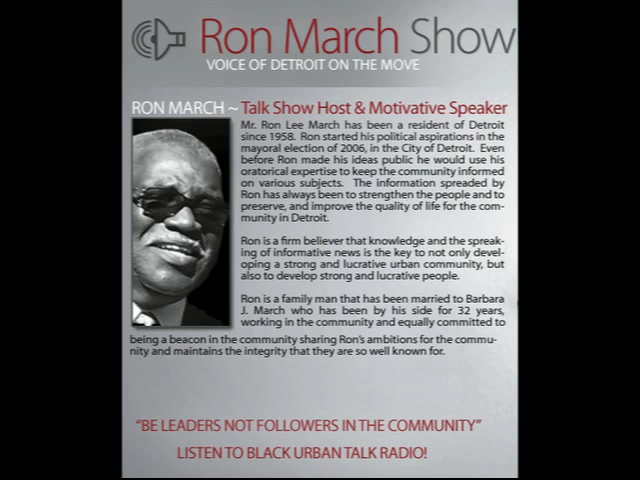 Ron March Show
VOICE OF DETROIT ON THE MOVE
RON MARCH ~ Talk Show Host & Motivative Speaker
Mr. Ron Lee March has been a resident of Detroit
since 1958. Ron started his political aspirations in the
mayoral election of 2006, in the City of Detroit. Even
before Ron made his ideas public he would use his
oratorical expertise to keep the community informed
on various subjects. The information spreaded by
Ron has always been to strengthen the people and to
preserve, and improve the quality of life for the com-
munity in Detroit.
Ron is a firm believer that knowledge and the spreak-
ing of informative news is the key to not only devel-
oping a strong and lucrative urban community, but
also to develop strong and lucrative people.
Ron is a family man that has been married to Barbara
J. March who has been by his side for 32 years,
working in the community and equally committed to
being a beacon in the community sharing Ron's ambitions for the commu-
nity and maintains the integrity that they are so well known for.
"BE LEADERS NOT FOLLOWERS IN THE COMMUNITY"
LISTEN TO BLACK URBAN TALK RADIO!